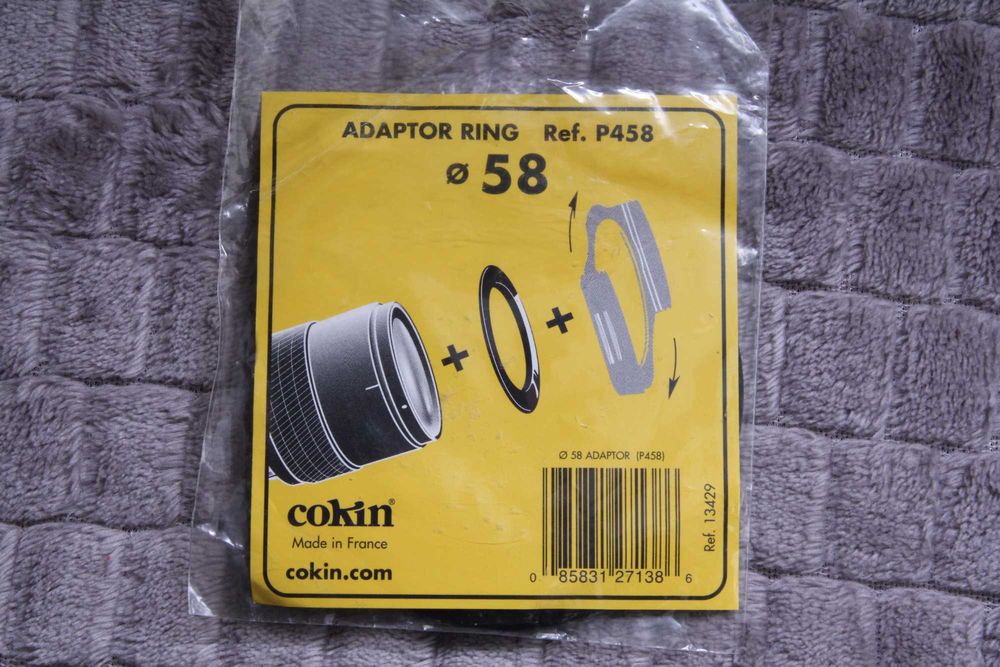 ADAPTOR RING Ref. P458
ø 58
Ø 58 ADAPTOR (P458)
cokin®
Made in France
cokin.com
0 85831 27138 6
Ref. 13429